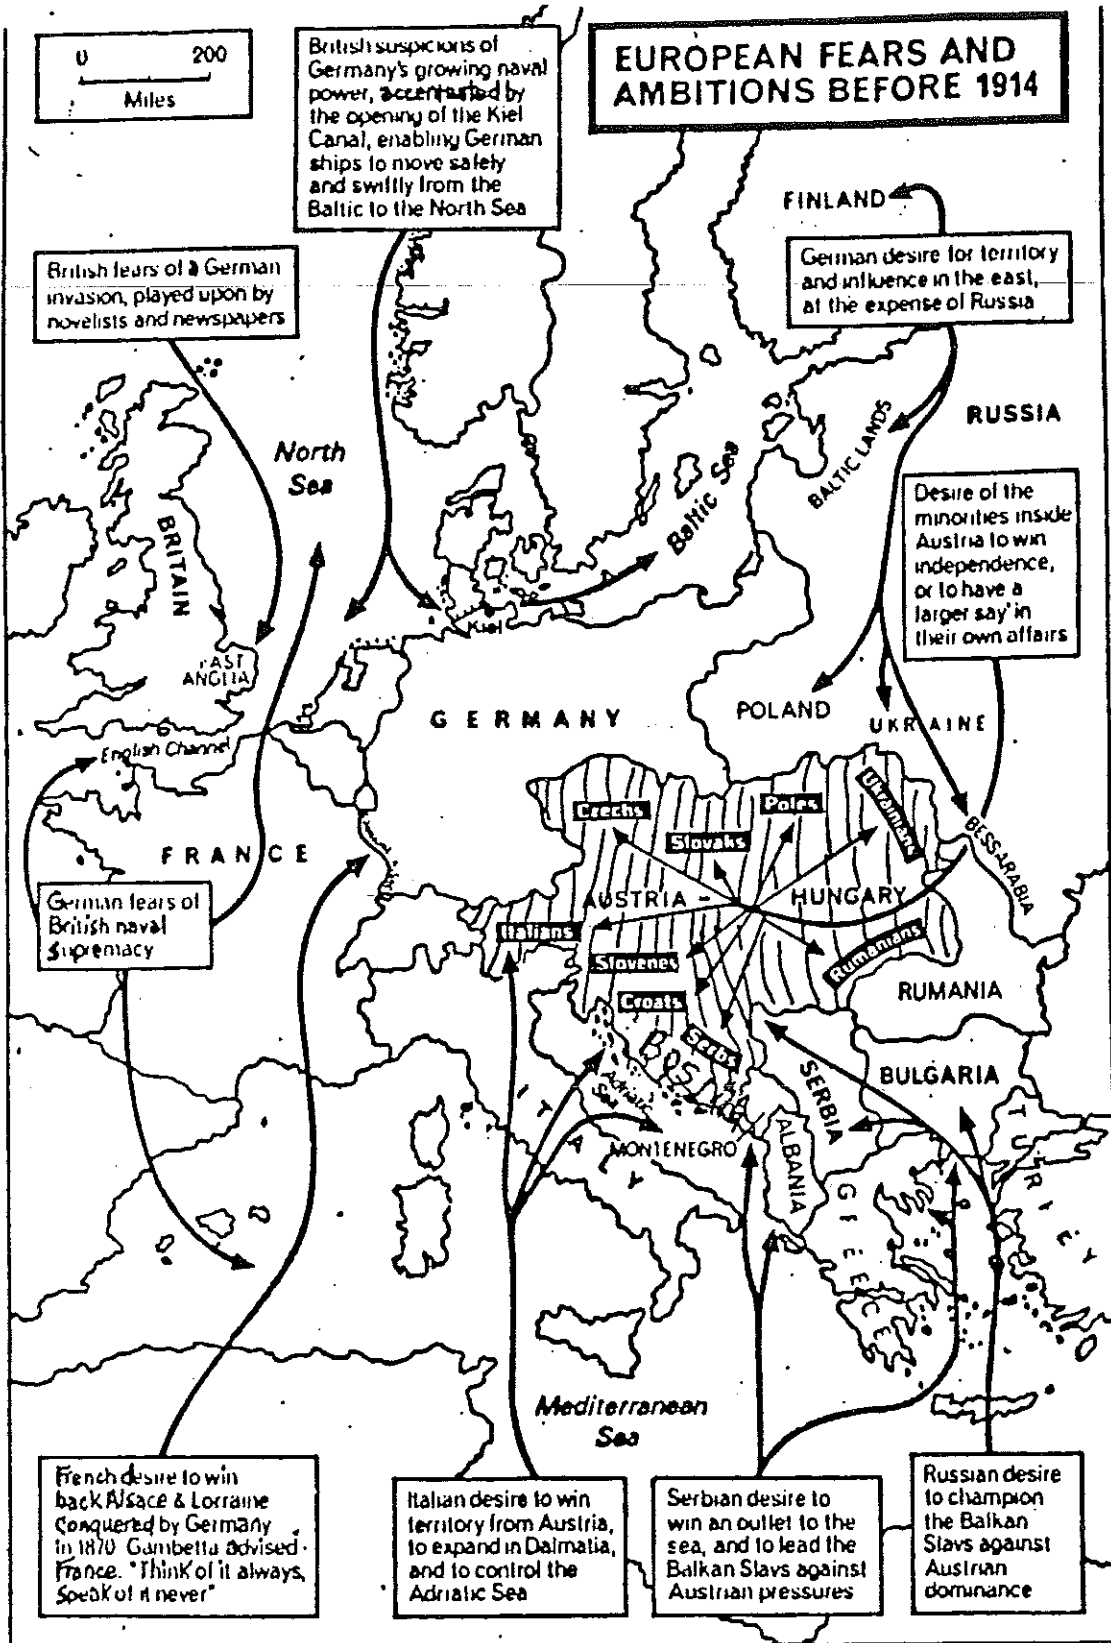 EUROPEAN FEARS AND
AMBITIONS BEFORE 1914
0 200
Miles
British suspicions of
Germany's growing naval
power, accentuated by
the opening of the Kiel
Canal, enabling German
ships to move safely
and swiftly from the
Baltic to the North Sea
FINLAND
British fears of a German
invasion, played upon by
novelists and newspapers
German desire for territory
and influence in the east,
at the expense of Russia
RUSSIA
BALTIC LANDS
North
Sea
Baltic Sea
BRITAIN
Desire of the
minorities inside
Austria to win
independence,
or to have a
larger say in
their own affairs
Kiel
EAST
ANGLIA
GERMANY
POLAND
UKRAINE
English Channel
Czechs
Poles
Ukrainians
Slovaks
BESSARABIA
FRANCE
German fears of
British naval
supremacy
AUSTRIA - HUNGARY
Italians
Slovenes
Rumanians
Croats
RUMANIA
Serbs
BOSNIA
Adriatic
Sea
SERBIA
BULGARIA
ITALY
MONTENEGRO
ALBANIA
TURKEY
GREECE
Mediterranean
Sea
French desire to win
back Alsace & Lorraine
Conquered by Germany
in 1870 Gambetta advised
France. "Think of it always,
Speak of it never"
Italian desire to win
territory from Austria,
to expand in Dalmatia,
and to control the
Adriatic Sea
Serbian desire to
win an outlet to the
sea, and to lead the
Balkan Slavs against
Austrian pressures
Russian desire
to champion
the Balkan
Slavs against
Austrian
dominance